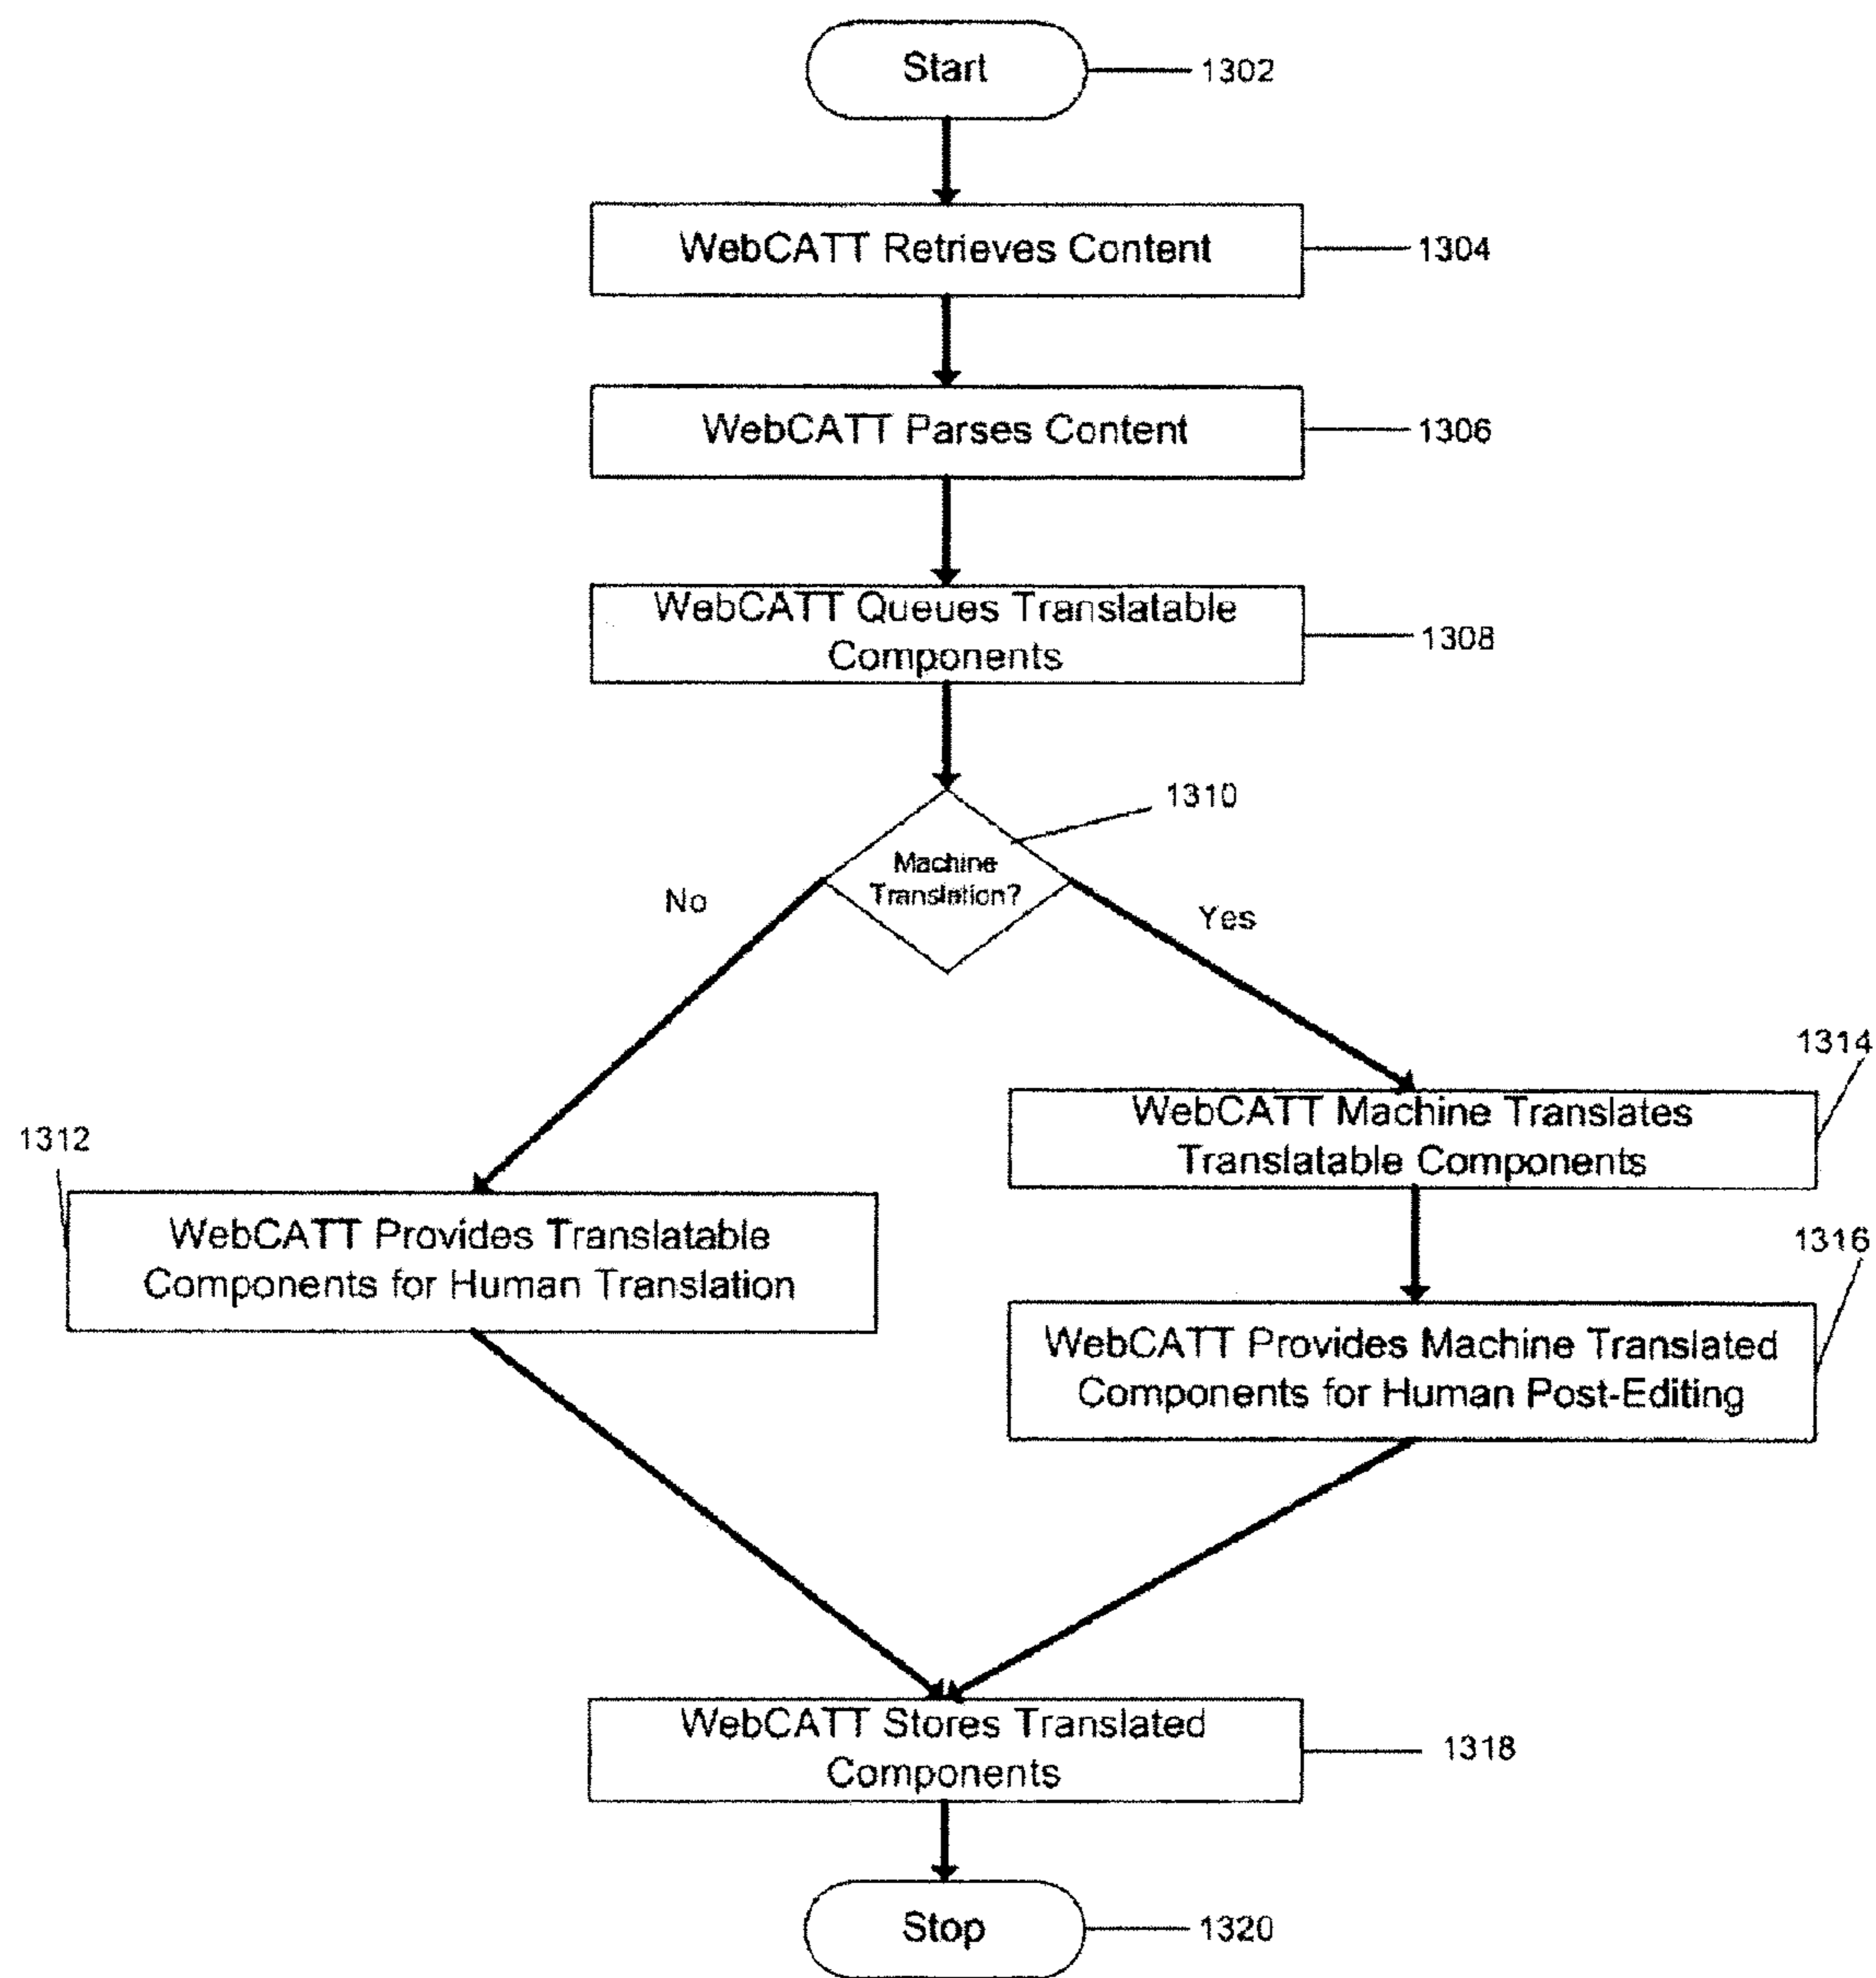 Start
1302
WebCATT Retrieves Content
1304
WebCATT Parses Content
1306
WebCATT Queues Translatable
Components
1308
1310
Machine
Translation?
No
Yes
1314
WebCATT Machine Translates
Translatable Components
1312
WebCATT Provides Translatable
Components for Human Translation
1316
WebCATT Provides Machine Translated
Components for Human Post-Editing
WebCATT Stores Translated
Components
1318
Stop
1320